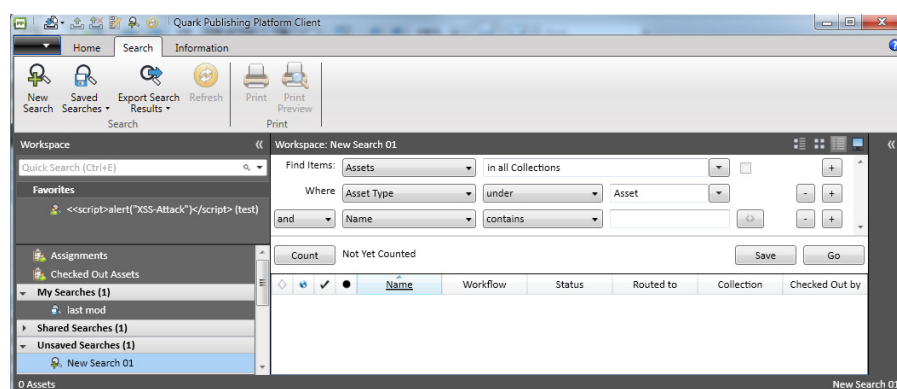 Quark Publishing Platform Client
Home Search Information
New Search Saved Searches Export Search Results Refresh Print Print Preview
Search Print
Workspace
Workspace: New Search 01
Quick Search (Ctrl+E)
Find Items: Assets in all Collections
Favorites
Where Asset Type under Asset
<<script>alert("XSS-Attack")</script> (test)
and Name contains
Assignments
Count Not Yet Counted Save Go
Checked Out Assets
Name Workflow Status Routed to Collection Checked Out by
My Searches (1)
last mod
Shared Searches (1)
Unsaved Searches (1)
New Search 01
0 Assets New Search 01